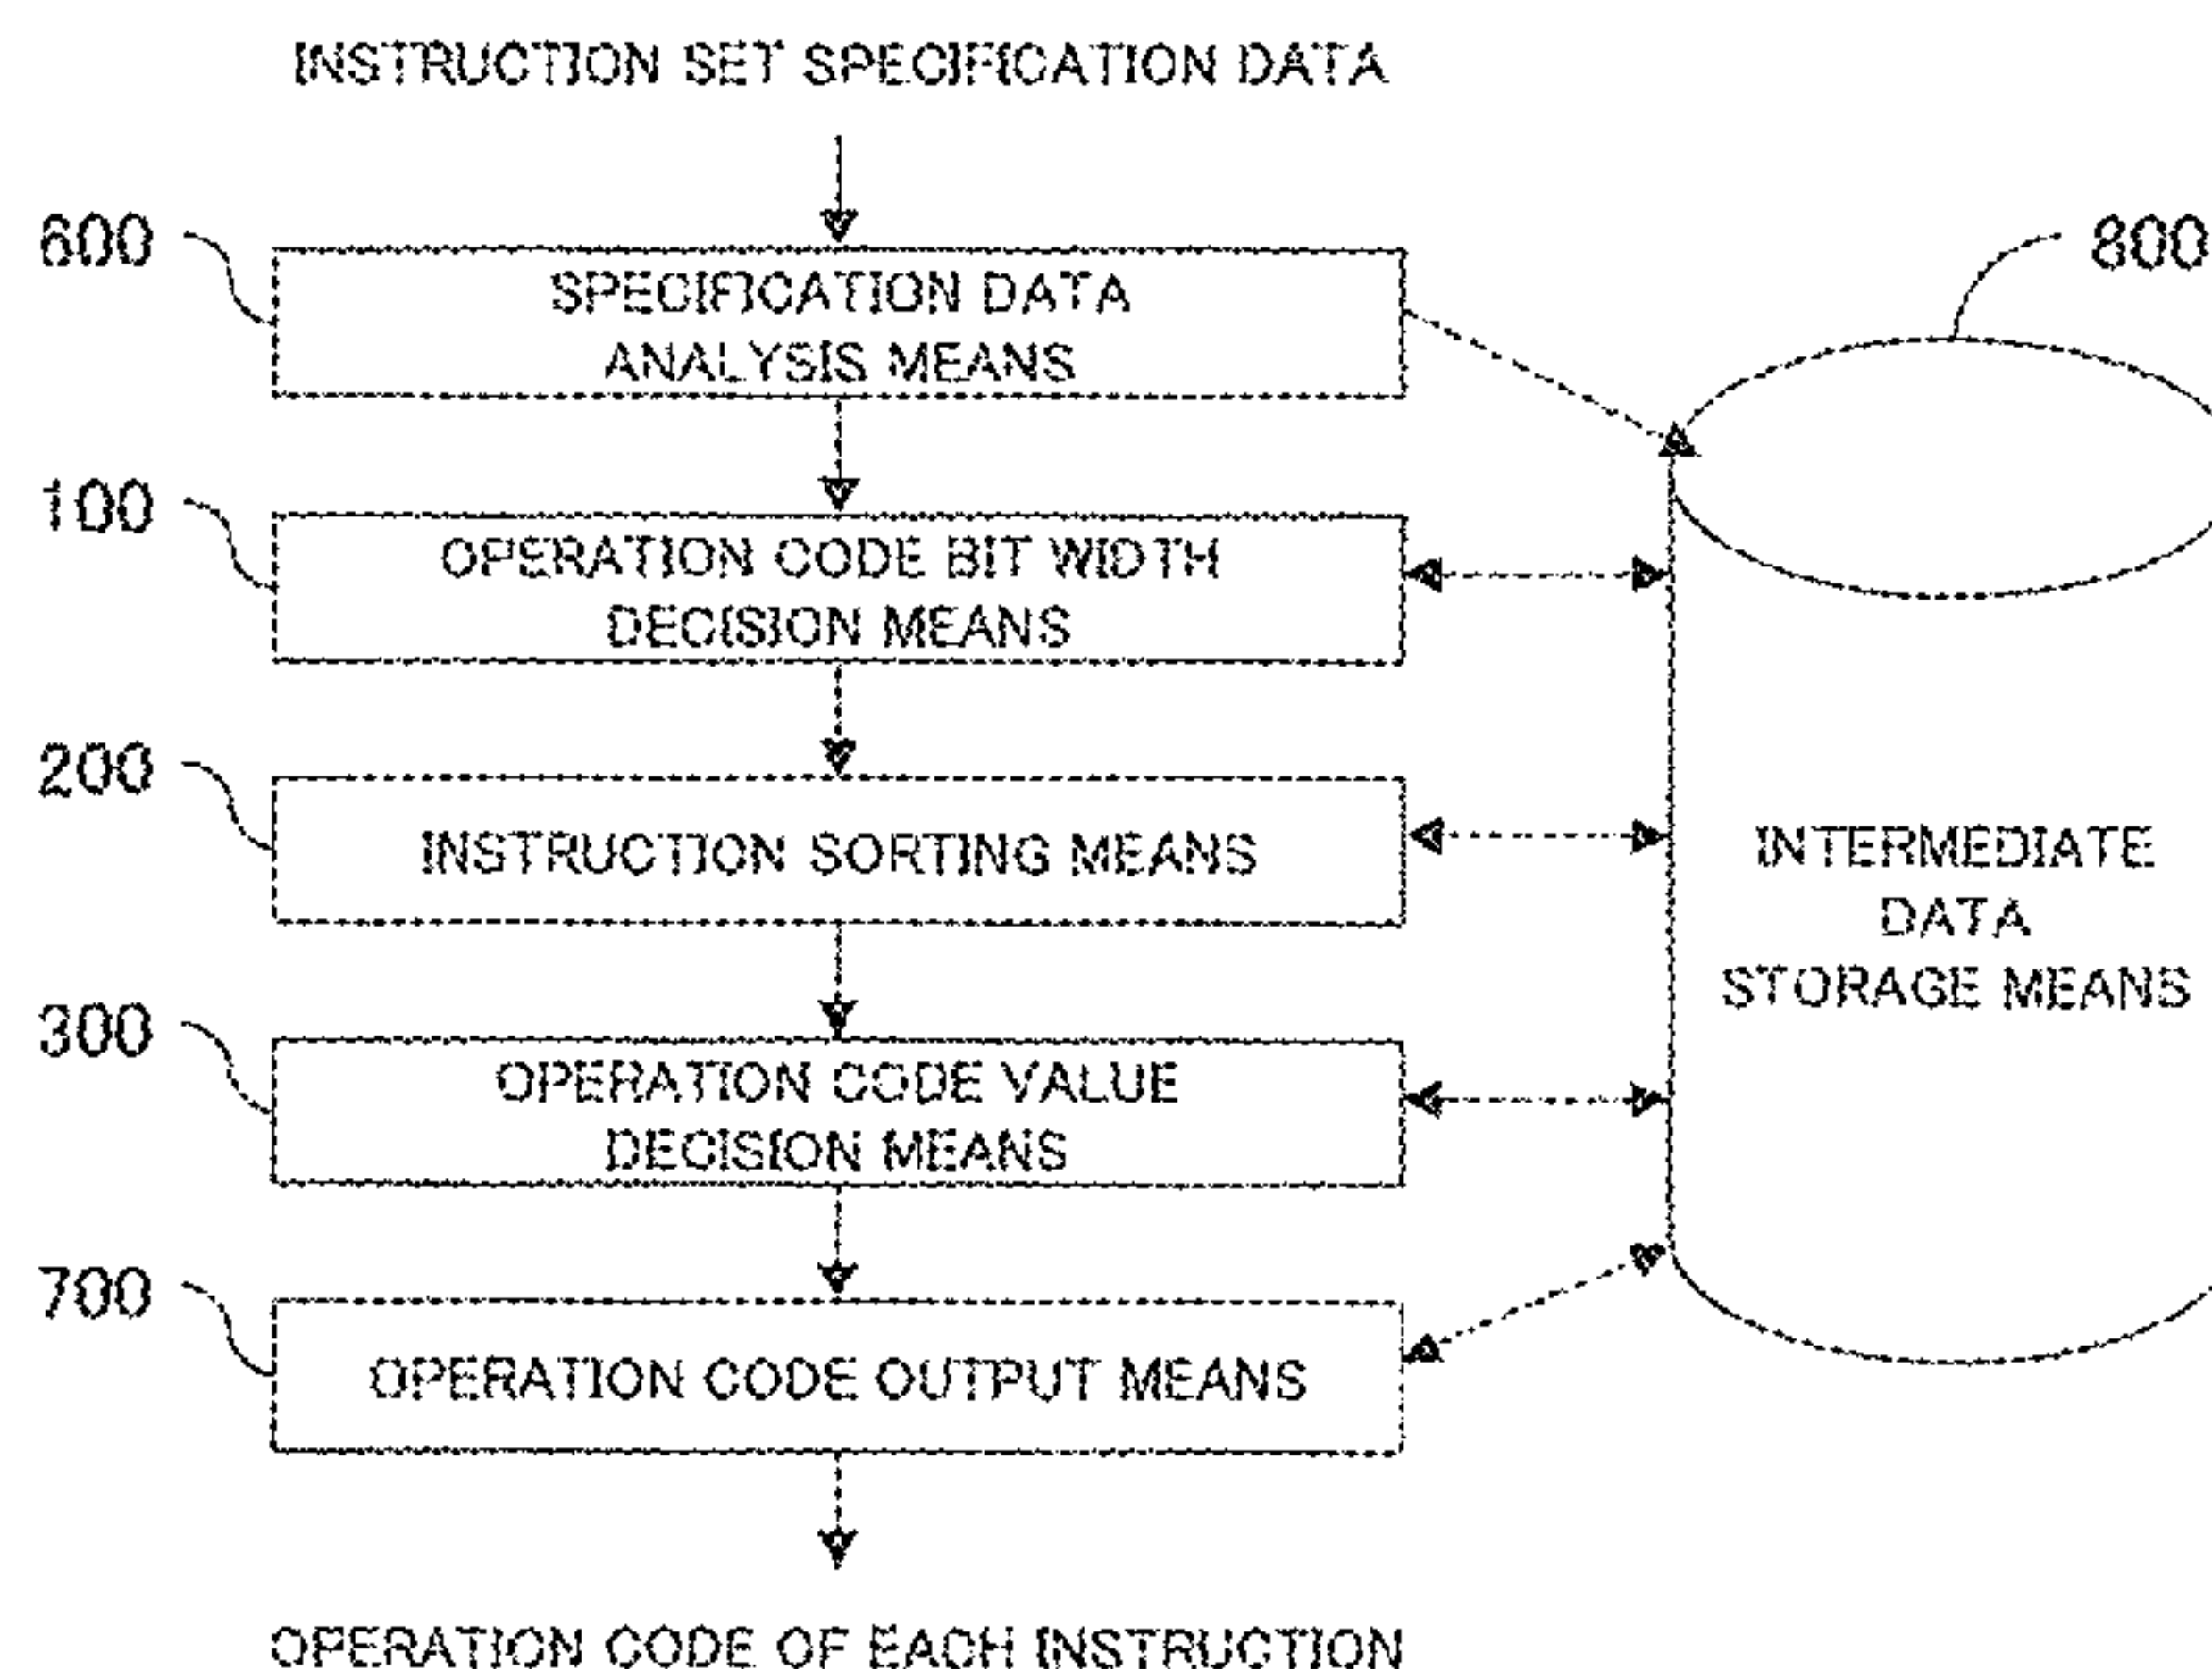 INSTRUCTION SET SPECIFICATION DATA
600
SPECIFICATION DATA
ANALYSIS MEANS
800
100
OPERATION CODE BIT WIDTH
DECISION MEANS
200
INSTRUCTION SORTING MEANS
INTERMEDIATE
DATA
STORAGE MEANS
300
OPERATION CODE VALUE
DECISION MEANS
700
OPERATION CODE OUTPUT MEANS
OPERATION CODE OF EACH INSTRUCTION